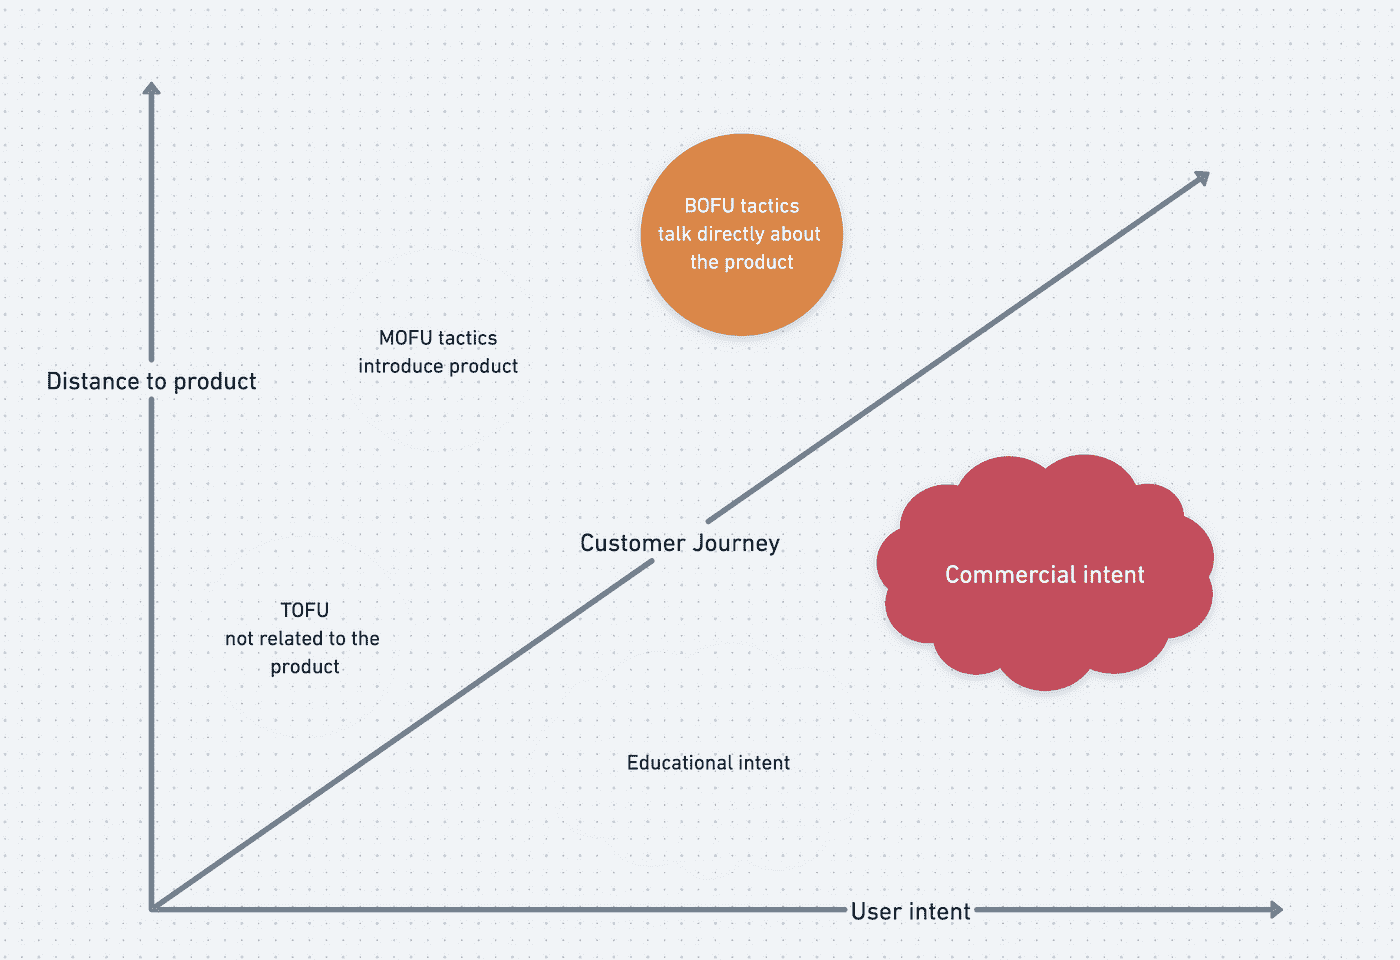 BOFU tactics
talk directly about
the product
MOFU tactics
introduce product
Distance to product
Customer Journey
Commercial intent
TOFU
not related to the
product
Educational intent
User intent